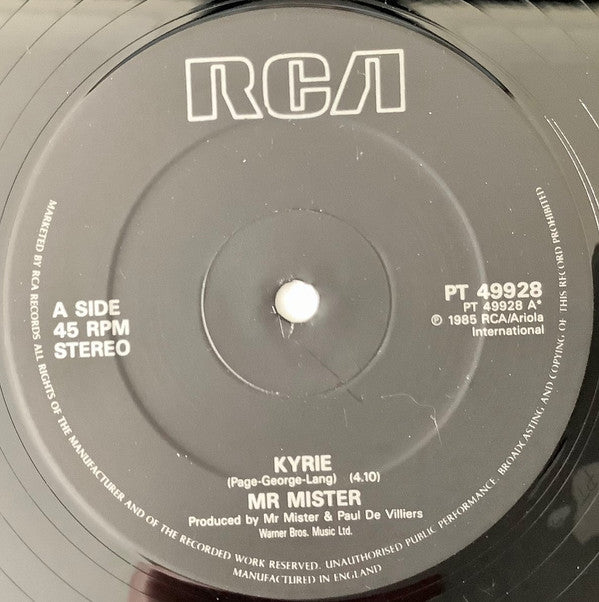 RCA
A SIDE
45 RPM
STEREO
PT 49928
PT 49928 A*
℗ 1985 RCA/Ariola
International
KYRIE
(Page-George-Lang) (4.10)
MR MISTER
Produced by Mr Mister & Paul De Villiers
Warner Bros. Music Ltd.
MARKETED BY RCA RECORDS ALL RIGHTS OF THE MANUFACTURER AND OF THE RECORDED WORK RESERVED. UNAUTHORISED PUBLIC PERFORMANCE, BROADCASTING AND COPYING OF THIS RECORD PROHIBITED
MANUFACTURED IN ENGLAND